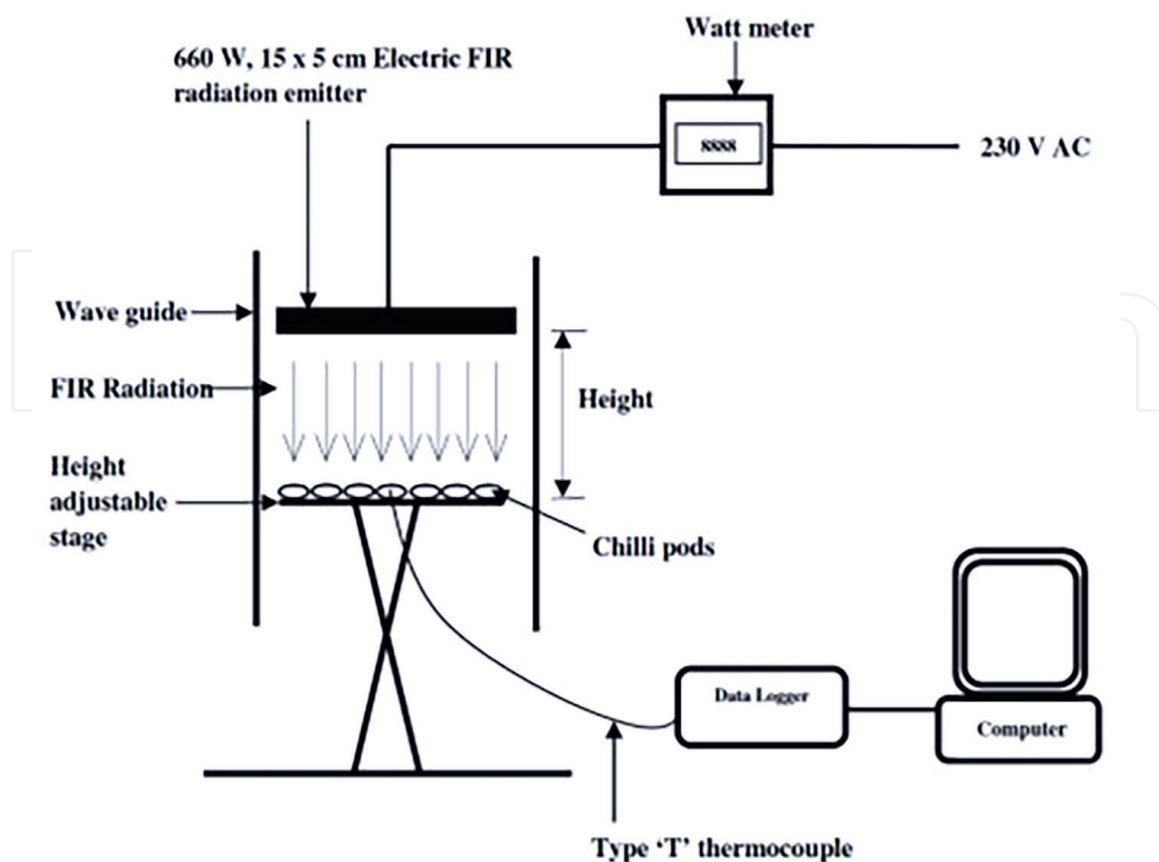 Watt meter
660 W, 15 x 5 cm Electric FIR
radiation emitter
8888
230 V AC
Wave guide
FIR Radiation
Height
Height
adjustable
stage
Chilli pods
Data Logger
Computer
Type ‘T’ thermocouple